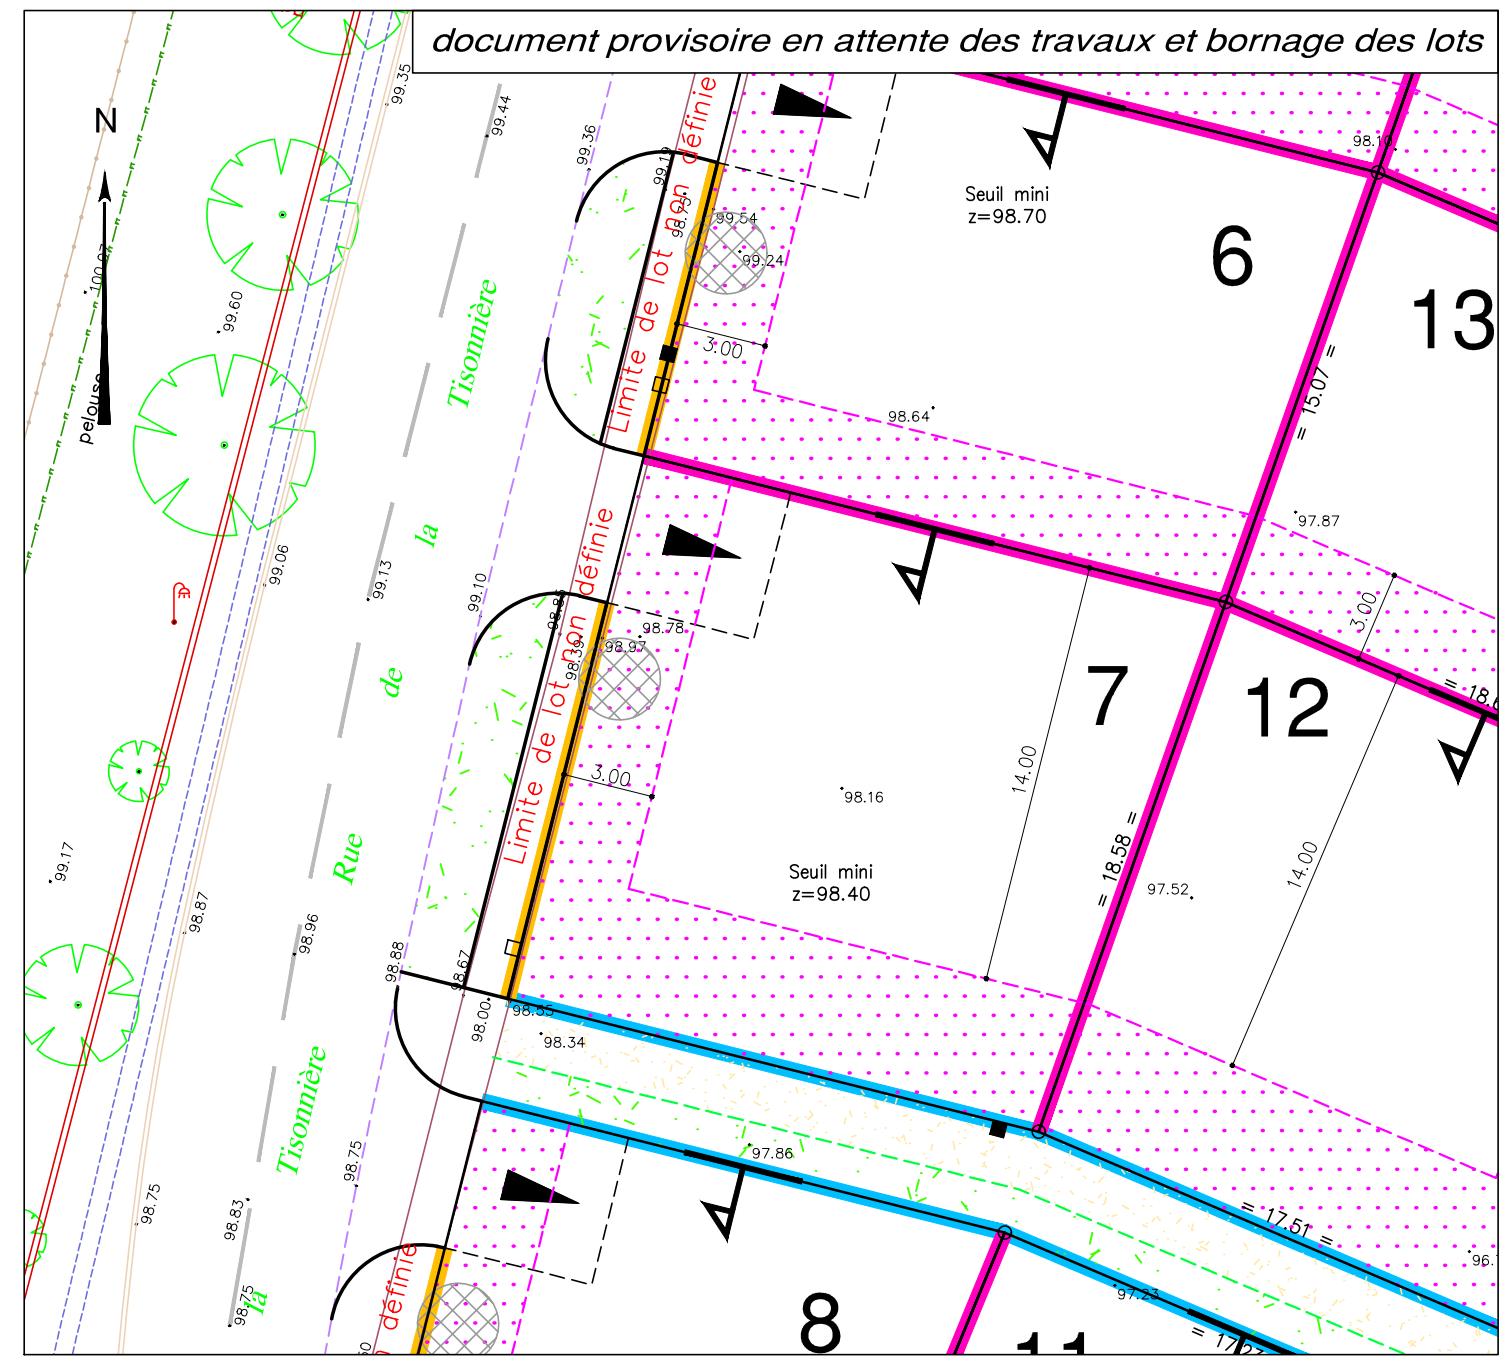 document provisoire en attente des travaux et bornage des lots
N
99.35
99.44
99.36
99.19
98.75
99.54
99.24
Limite de lot non définie
Seuil mini
z=98.70
98.10
6
13
100.07
99.60
pelouse
Tisonnière
3.00
98.64
= 15.07 =
97.87
99.06
99.13
la
99.10
98.85
98.39
98.97
98.78
Limite de lot non définie
3.00
de
3.00
7
12
14.00
98.16
Seuil mini
z=98.40
= 18.58 =
97.52
14.00
Rue
99.17
98.87
98.96
98.88
98.67
98.00
98.55
98.34
Tisonnière
98.75
98.75
98.83
98.75
la
97.86
= 17.51 =
97.23
définie
8
11